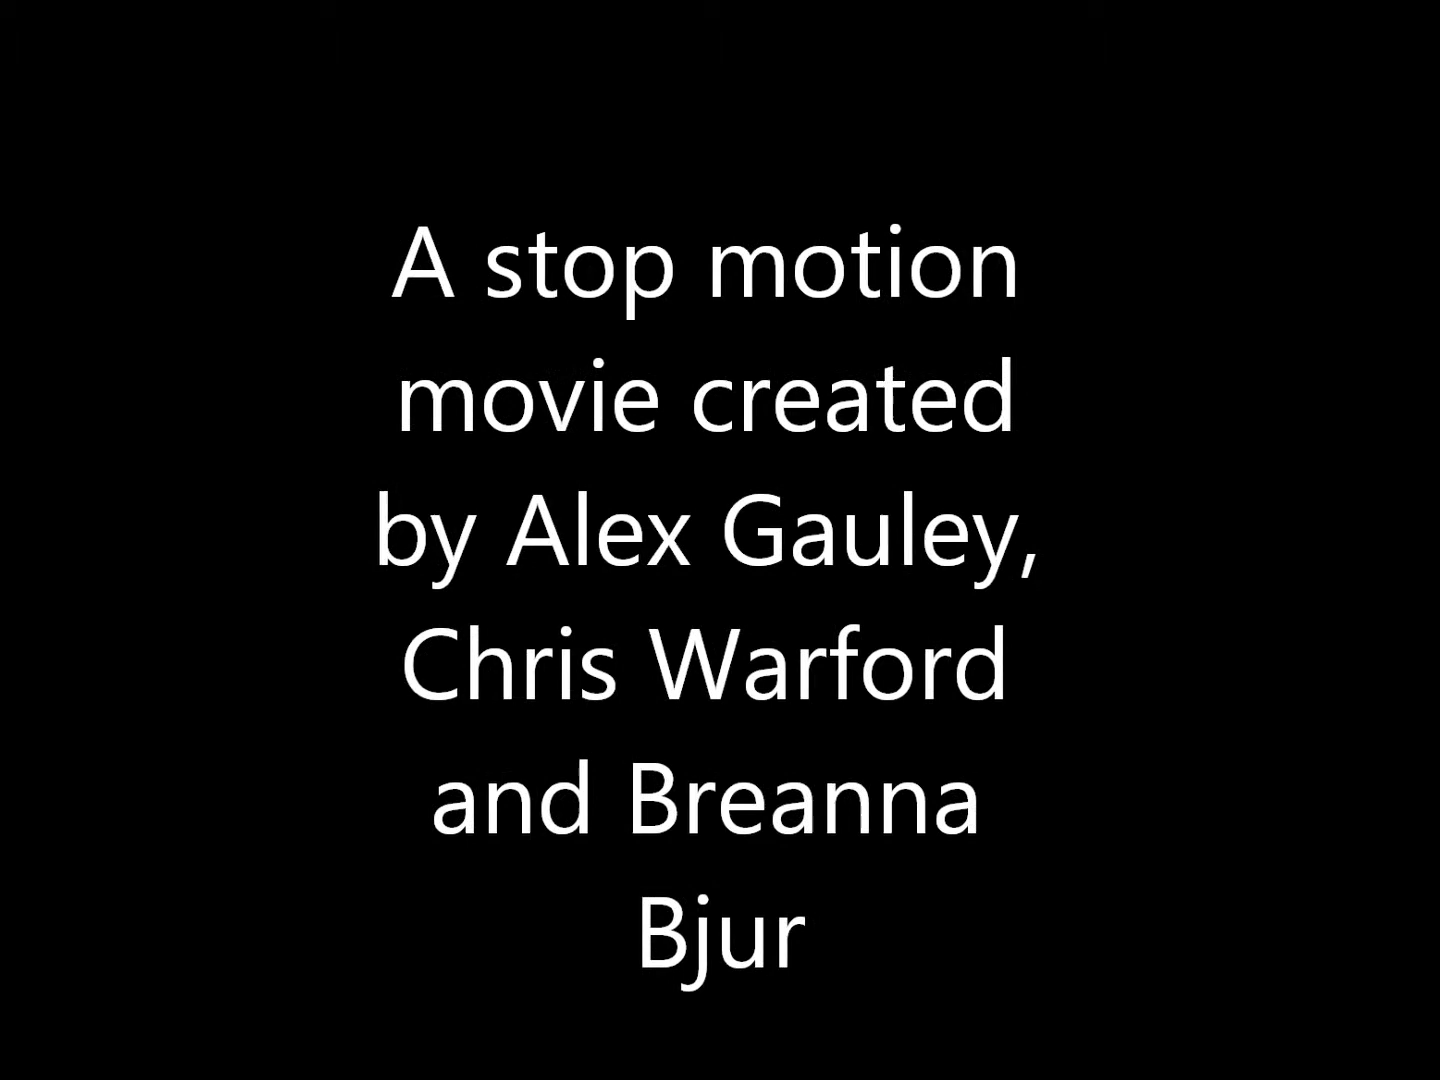 A stop motion
movie created
by Alex Gauley,
Chris Warford
and Breanna
Bjur